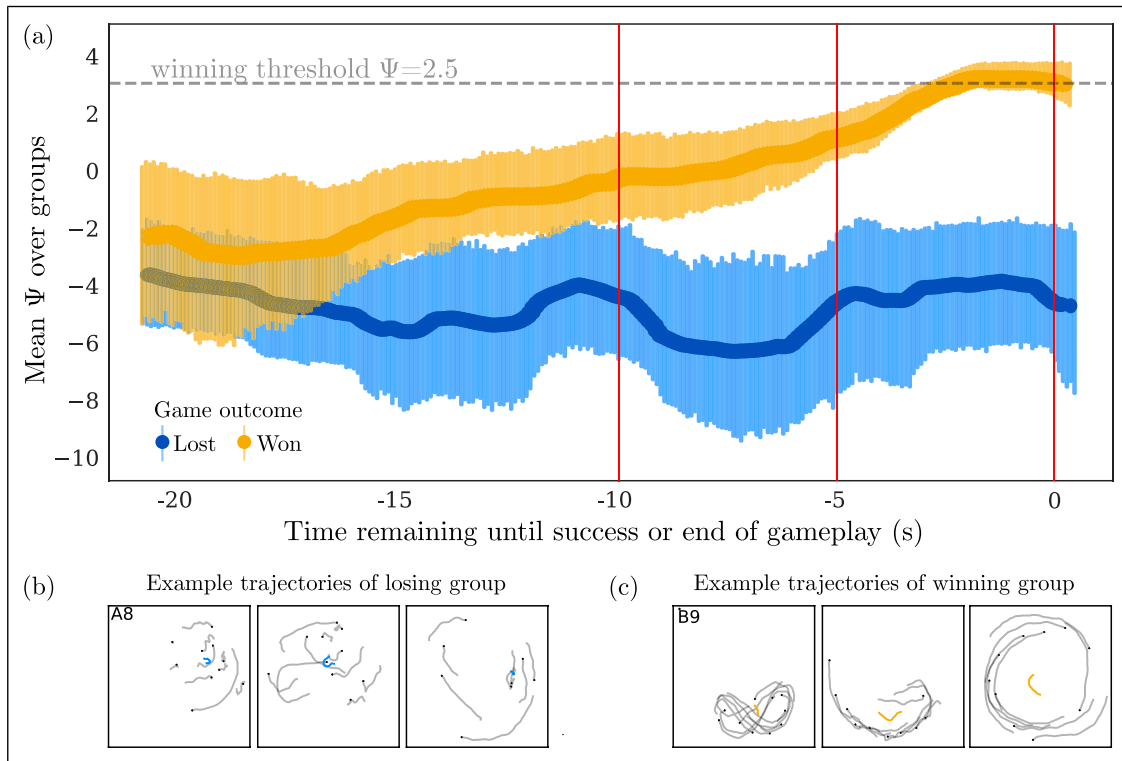 (a)
winning threshold Ψ=2.5
Mean Ψ over groups
4
2
0
−2
−4
−6
−8
−10
Game outcome
Lost Won
-20 -15 -10 -5 0
Time remaining until success or end of gameplay (s)
(b) Example trajectories of losing group
A8
(c) Example trajectories of winning group
B9